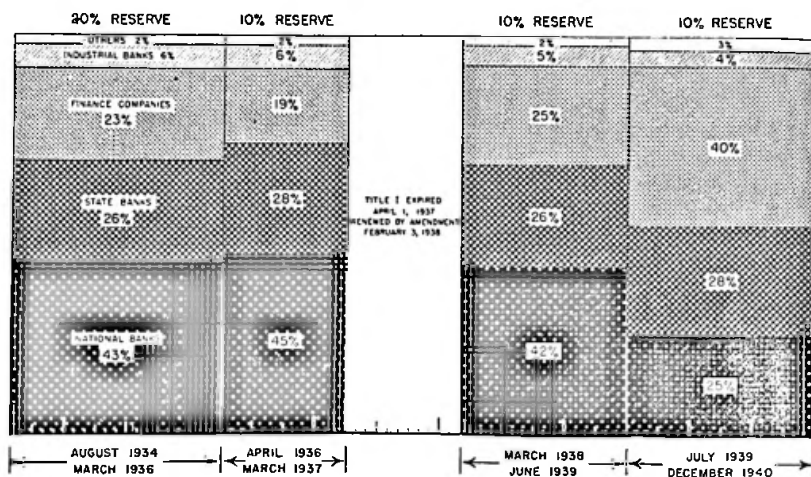 20% RESERVE
10% RESERVE
10% RESERVE
10% RESERVE
OTHERS 2%
2%
2%
3%
INDUSTRIAL BANKS 6%
6%
5%
4%
FINANCE COMPANIES
23%
19%
25%
40%
STATE BANKS
26%
28%
26%
28%
TITLE I EXPIRED
APRIL 1, 1937
RENEWED BY AMENDMENT
FEBRUARY 3, 1938
NATIONAL BANKS
43%
45%
42%
25%
AUGUST 1934
MARCH 1936
APRIL 1936
MARCH 1937
MARCH 1938
JUNE 1939
JULY 1939
DECEMBER 1940